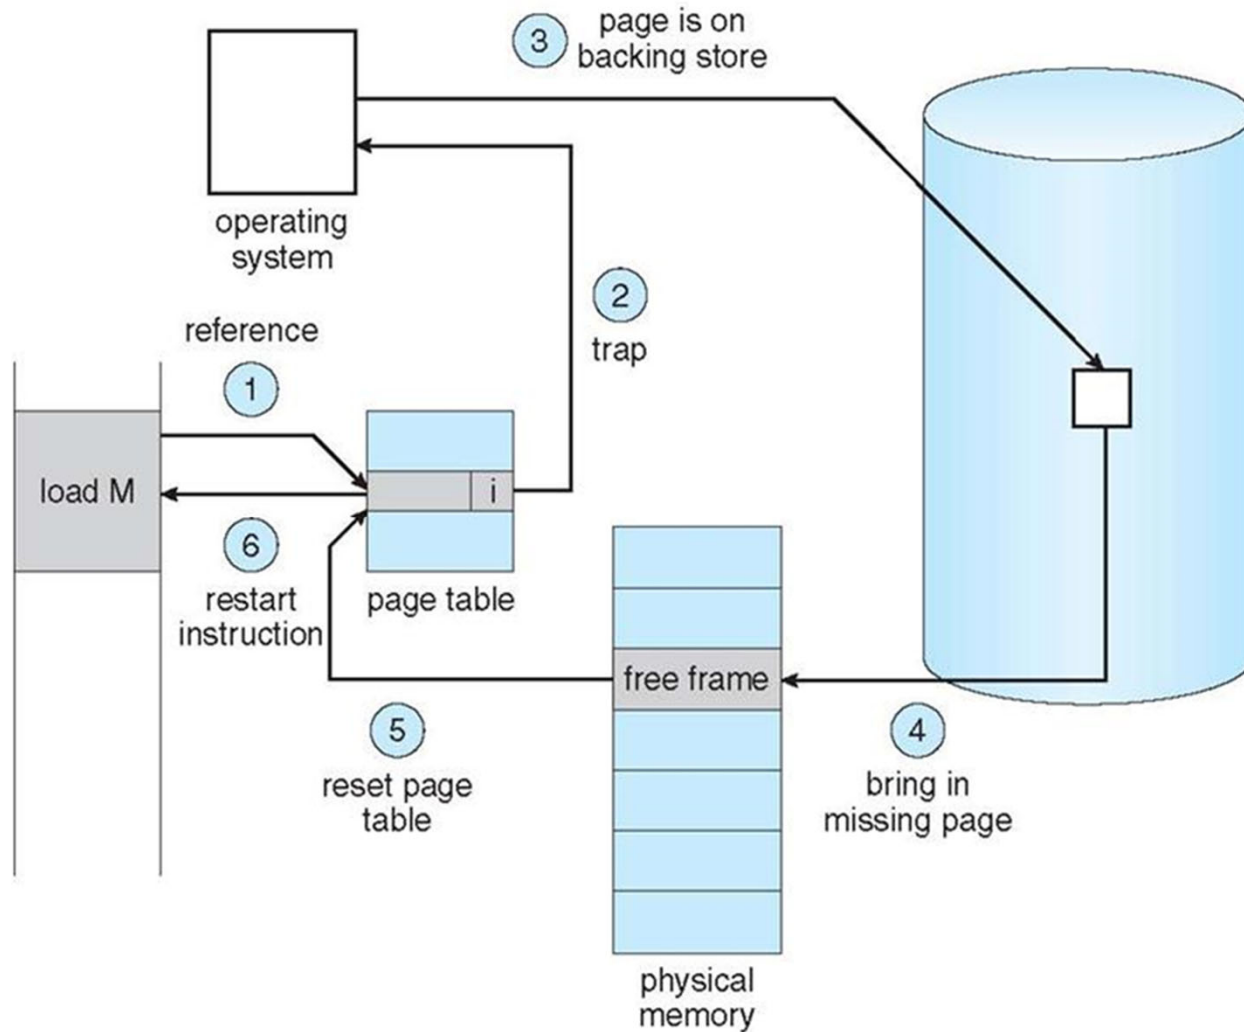 3
page is on
backing store
operating
system
2
trap
reference
1
load M
i
6
restart
instruction
page table
free frame
5
reset page
table
4
bring in
missing page
physical
memory